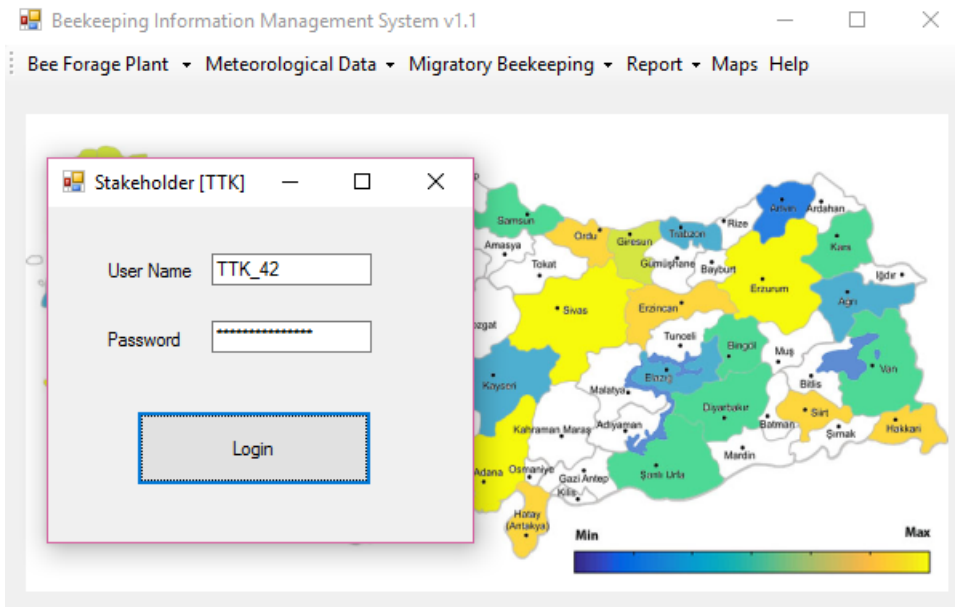 Beekeeping Information Management System v1.1
Bee Forage Plant Meteorological Data Migratory Beekeeping Report Maps Help
Stakeholder [TTK]
User Name TTK_42
Password ***************
Login
Samsun
Ordu
Giresun
Trabzon
Rize
Artvin
Ardahan
Amasya
Tokat
Gümüşhane
Bayburt
Kars
Iğdır
Sivas
Erzincan
Erzurum
Ağrı
Tunceli
Bingöl
Muş
Kayseri
Malatya
Elazığ
Bitlis
Van
Diyarbakır
Batman
Siirt
Şırnak
Hakkari
Kahraman Maraş
Adıyaman
Mardin
Adana
Osmaniye
Gazi Antep
Şanlı Urfa
Kilis
Hatay
(Antakya)
Min
Max